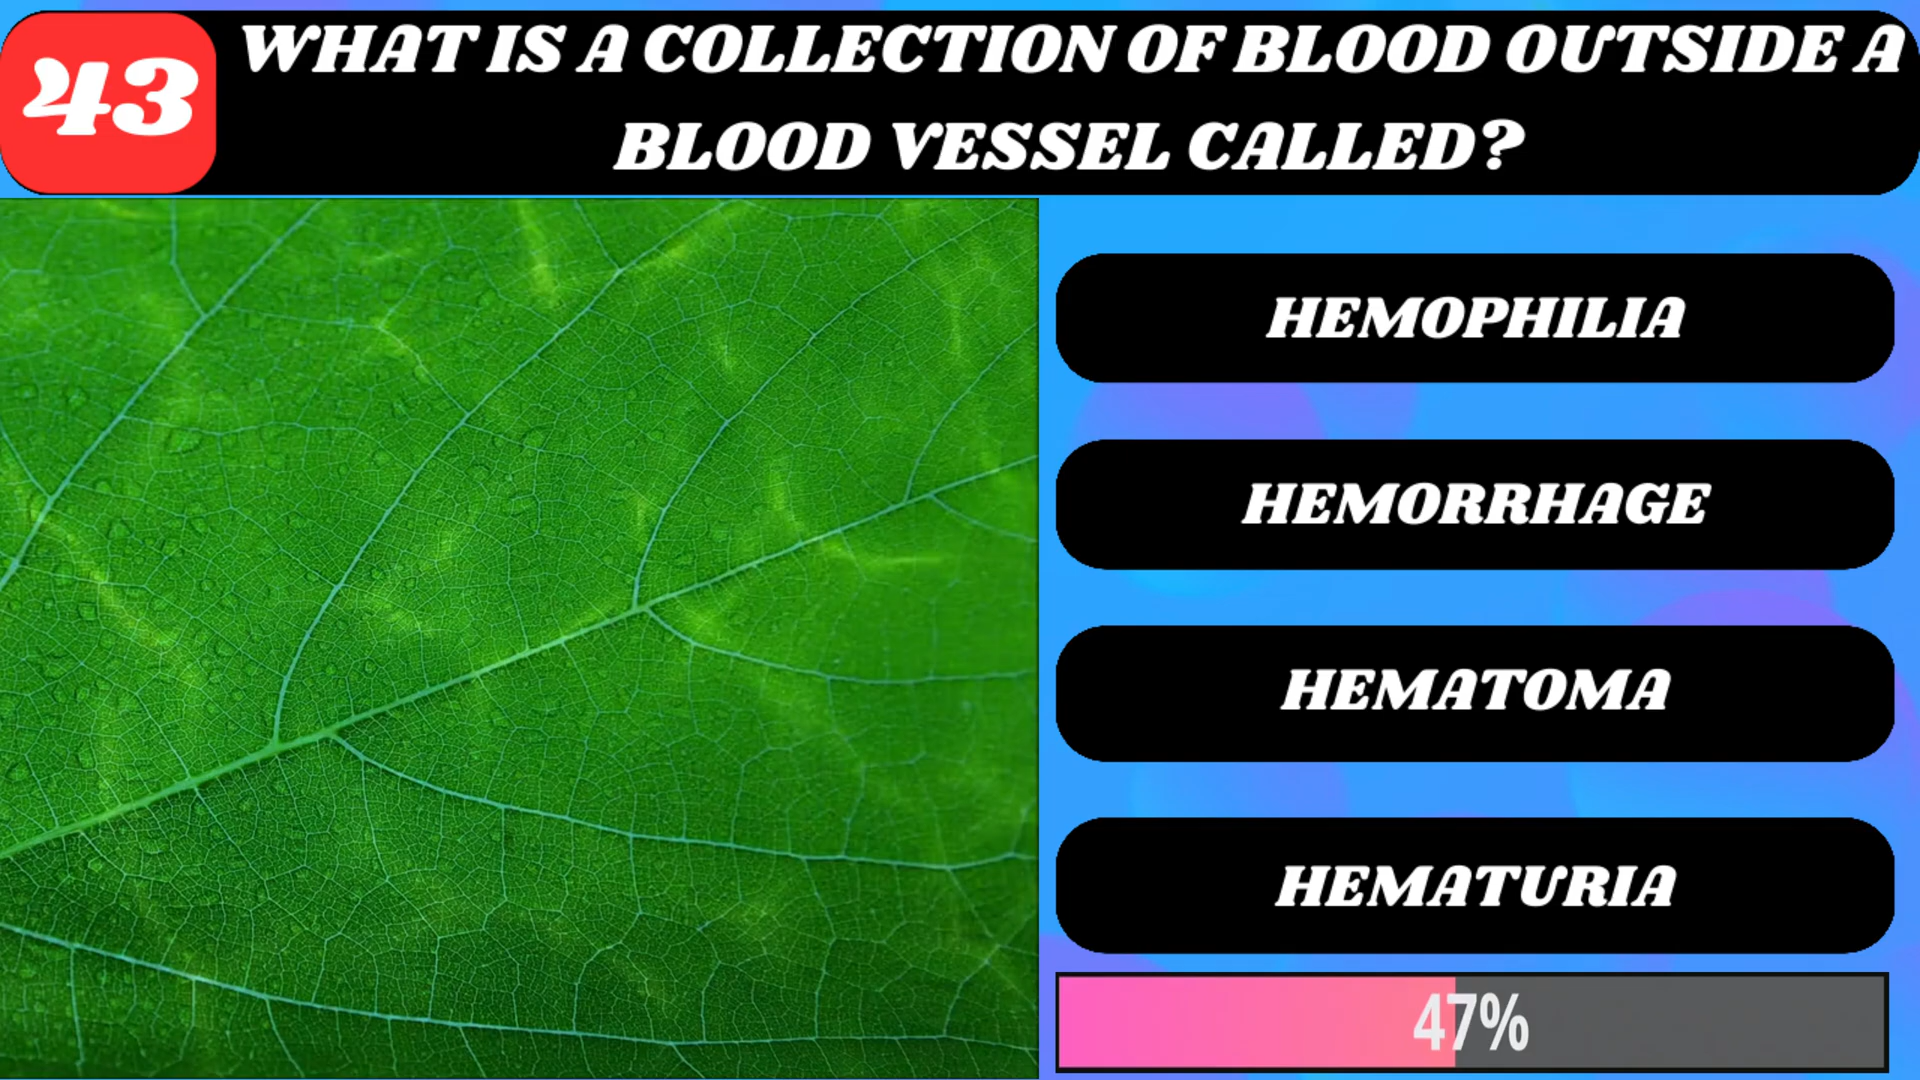 43
WHAT IS A COLLECTION OF BLOOD OUTSIDE A
BLOOD VESSEL CALLED?
HEMOPHILIA
HEMORRHAGE
HEMATOMA
HEMATURIA
47%